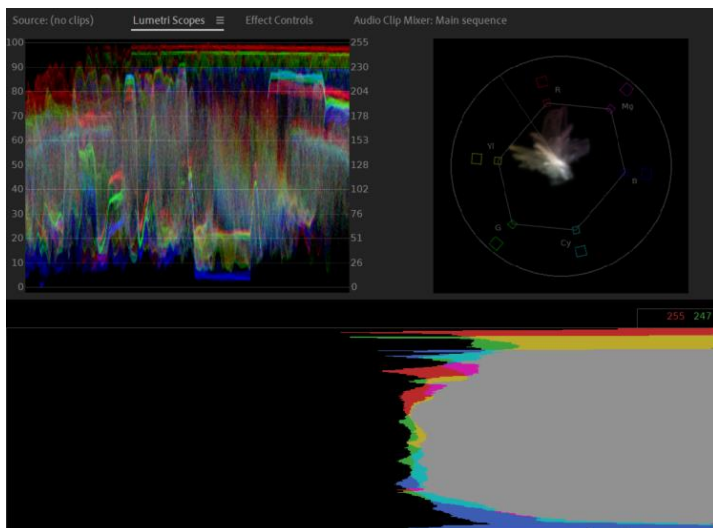 Source: (no clips) Lumetri Scopes ≡ Effect Controls Audio Clip Mixer: Main sequence
100 255
90 230
80 204
70 178
60 153
50 128
40 102
30 76
20 51
10 26
0 0
R
Mg
Yl
B
G
Cy
255 247